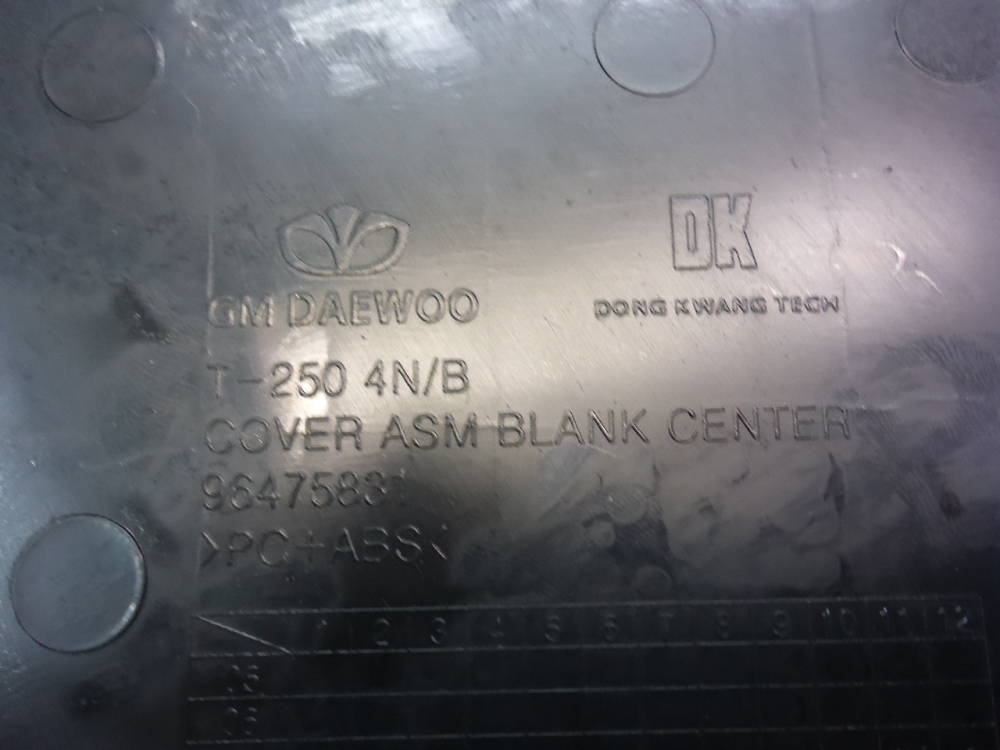 DK
GM DAEWOO
DONG KWANG TECH
T-250 4N/B
COVER ASM BLANK CENTER
96475831
>PC+ABS<
1 2 3 4 5 6 7 8 9 10 11 12